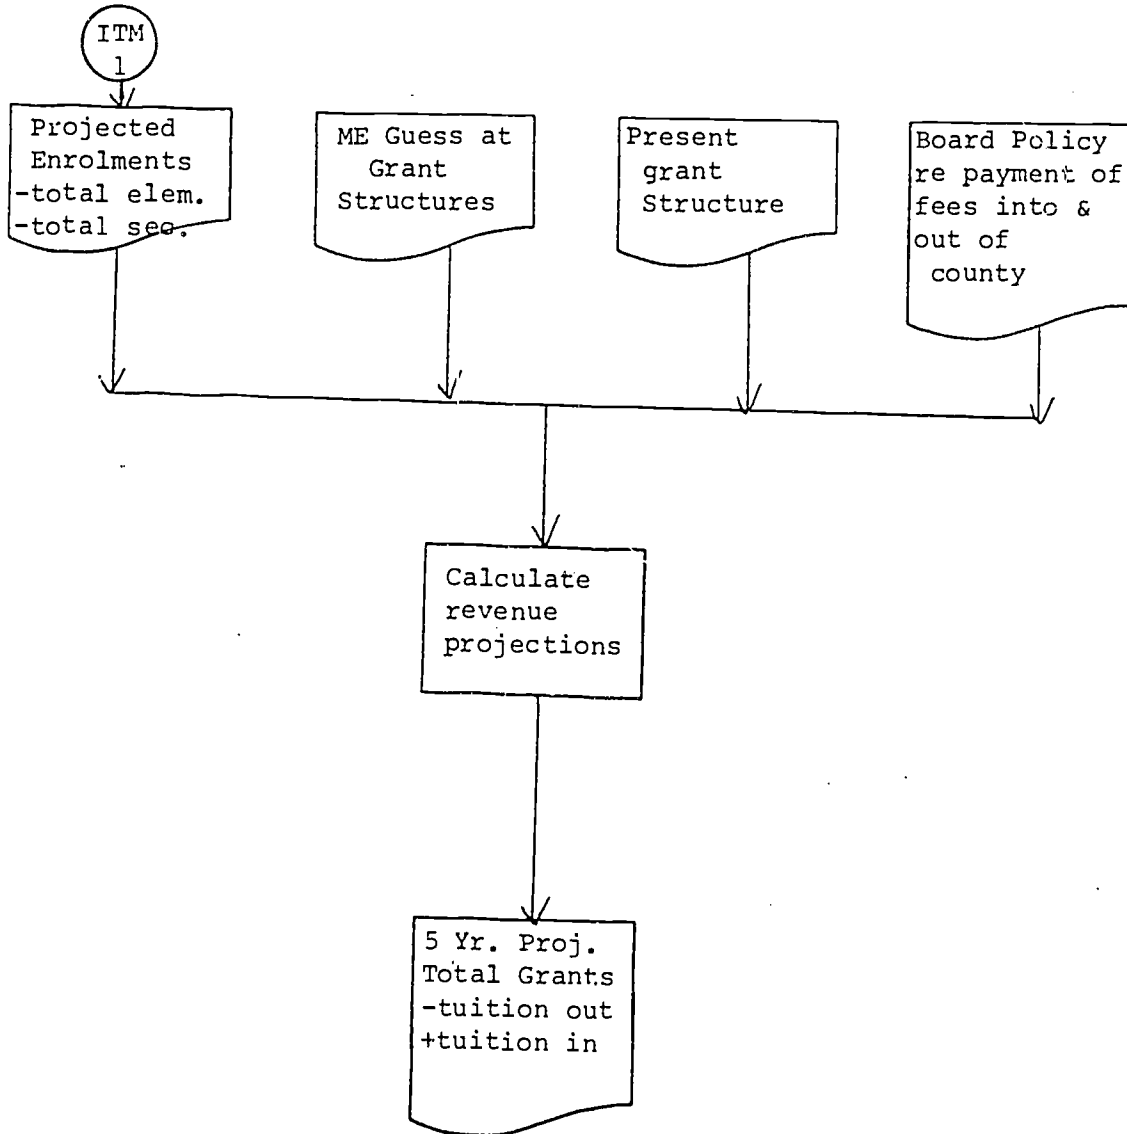 ITM
1
Projected
Enrolments
-total elem.
-total sec.
ME Guess at
Grant
Structures
Present
grant
Structure
Board Policy
re payment of
fees into &
out of
county
Calculate
revenue
projections
5 Yr. Proj.
Total Grants
-tuition out
+tuition in